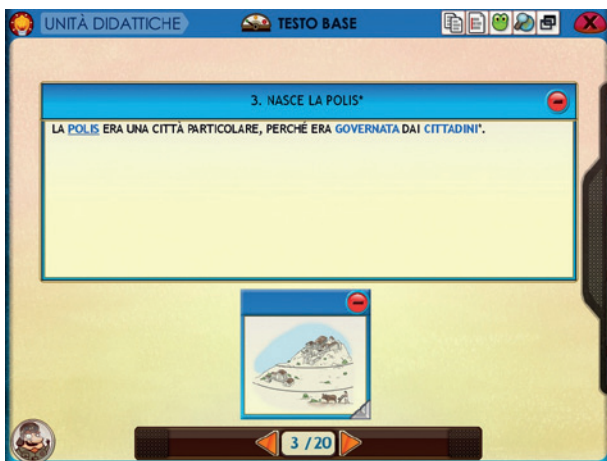 UNITÀ DIDATTICHE
TESTO BASE
3. NASCE LA POLIS*
LA POLIS ERA UNA CITTÀ PARTICOLARE, PERCHÉ ERA GOVERNATA DAI CITTADINI*.
3 / 20